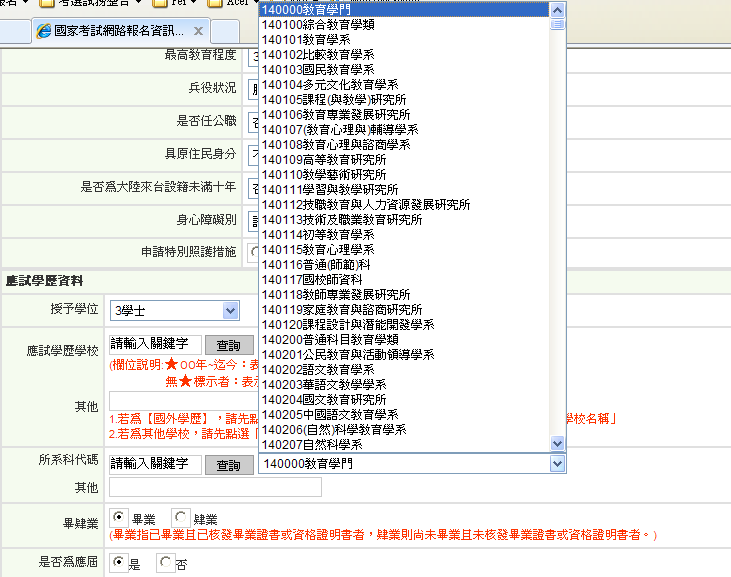 考選試務整合
Fef
Acer
國家考試網路報名資訊...
最高教育程度
兵役狀況
是否任公職
具原住民身分
是否為大陸來台設籍未滿十年
身心障礙別
申請特別照護措施
應試學歷資料
授予學位 3學士
應試學歷學校 請輸入關鍵字 查詢
(欄位說明:★00年~迄今：表
無★標示者：表示
其他
1.若為【國外學歷】，請先點
學校名稱」
2.若為其他學校，請先點選
所系科代碼 請輸入關鍵字 查詢 140000教育學門
其他
畢肄業 畢業 肄業
(畢業指已畢業且已核發畢業證書或資格證明書者，肄業則尚未畢業且未核發畢業證書或資格證明書者。)
是否為應屆 是 否
140000教育學門
140100綜合教育學類
140101教育學系
140102比較教育學系
140103國民教育學系
140104多元文化教育學系
140105課程(與教學)研究所
140106教育專業發展研究所
140107(教育心理與)輔導學系
140108教育心理與諮商學系
140109高等教育研究所
140110教學藝術研究所
140111學習與教學研究所
140112技職教育與人力資源發展研究所
140113技術及職業教育研究所
140114初等教育學系
140115教育心理學系
140116普通(師範)科
140117國校師資科
140118教師專業發展研究所
140119家庭教育與諮商研究所
140120課程設計與潛能開發學系
140200普通科目教育學類
140201公民教育與活動領導學系
140202語文教育學系
140203華語文教學學系
140204國文教育研究所
140205中國語文教育學系
140206(自然)科學教育學系
140207自然科學系